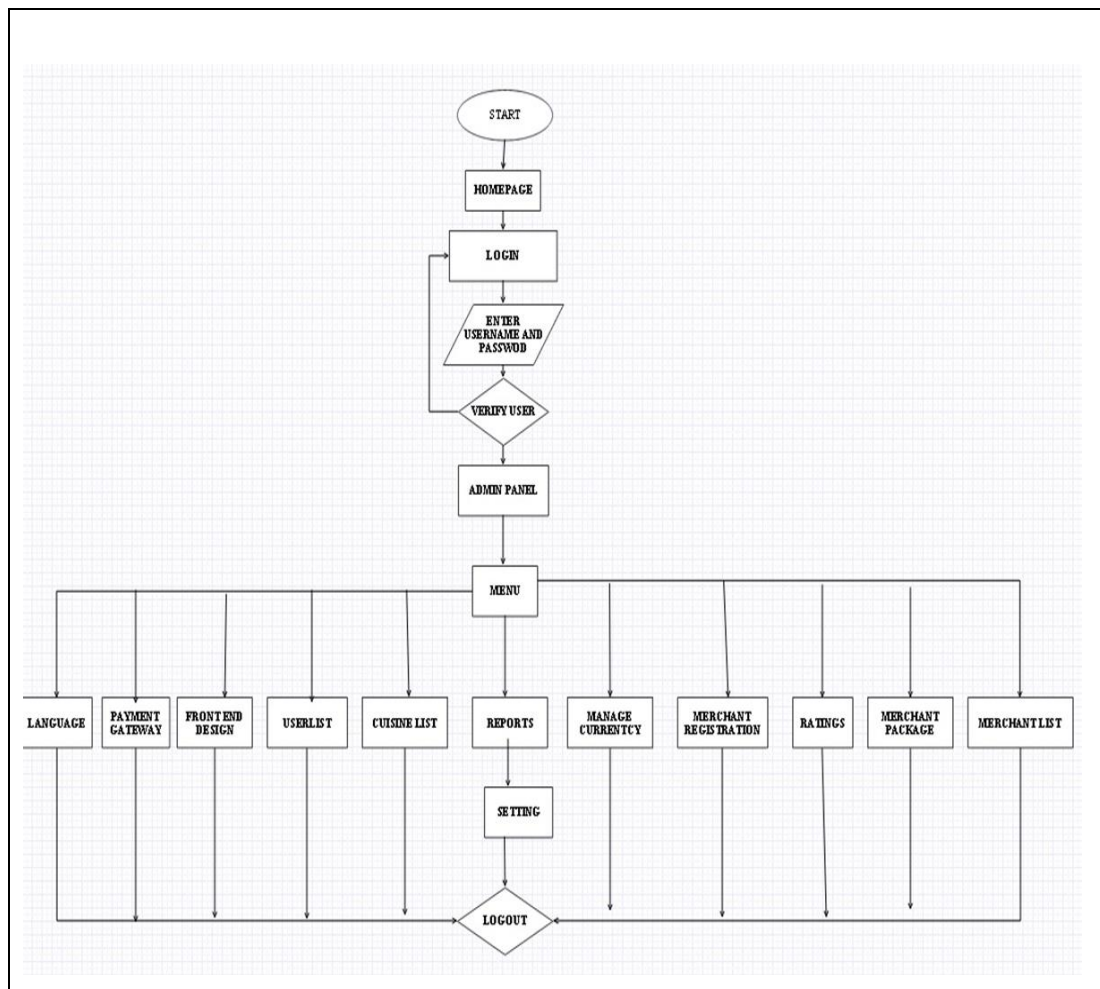 START
HOMEPAGE
LOGIN
ENTER
USERNAME AND
PASSWOD
VERIFY USER
ADMIN PANEL
MENU
LANGUAGE
PAYMENT
GATEWAY
FRONT END
DESIGN
USERLIST
CUISINE LIST
REPORTS
MANAGE
CURRENTCY
MERCHANT
REGISTRATION
RATINGS
MERCHANT
PACKAGE
MERCHANT LIST
SETTING
LOGOUT